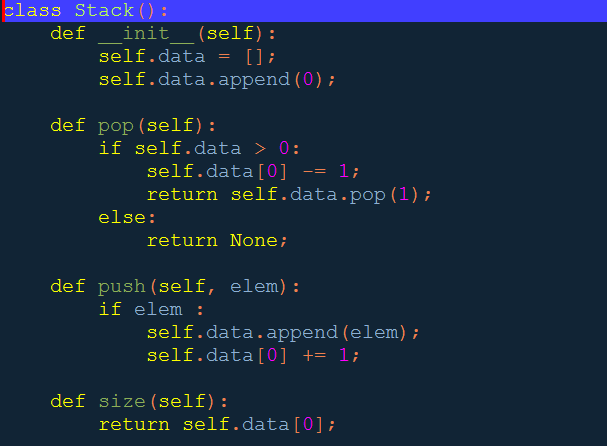 class Stack():
    def __init__(self):
        self.data = [];
        self.data.append(0);
    def pop(self):
        if self.data > 0:
            self.data[0] -= 1;
            return self.data.pop(1);
        else:
            return None;
    def push(self, elem):
        if elem :
            self.data.append(elem);
            self.data[0] += 1;
    def size(self):
        return self.data[0];